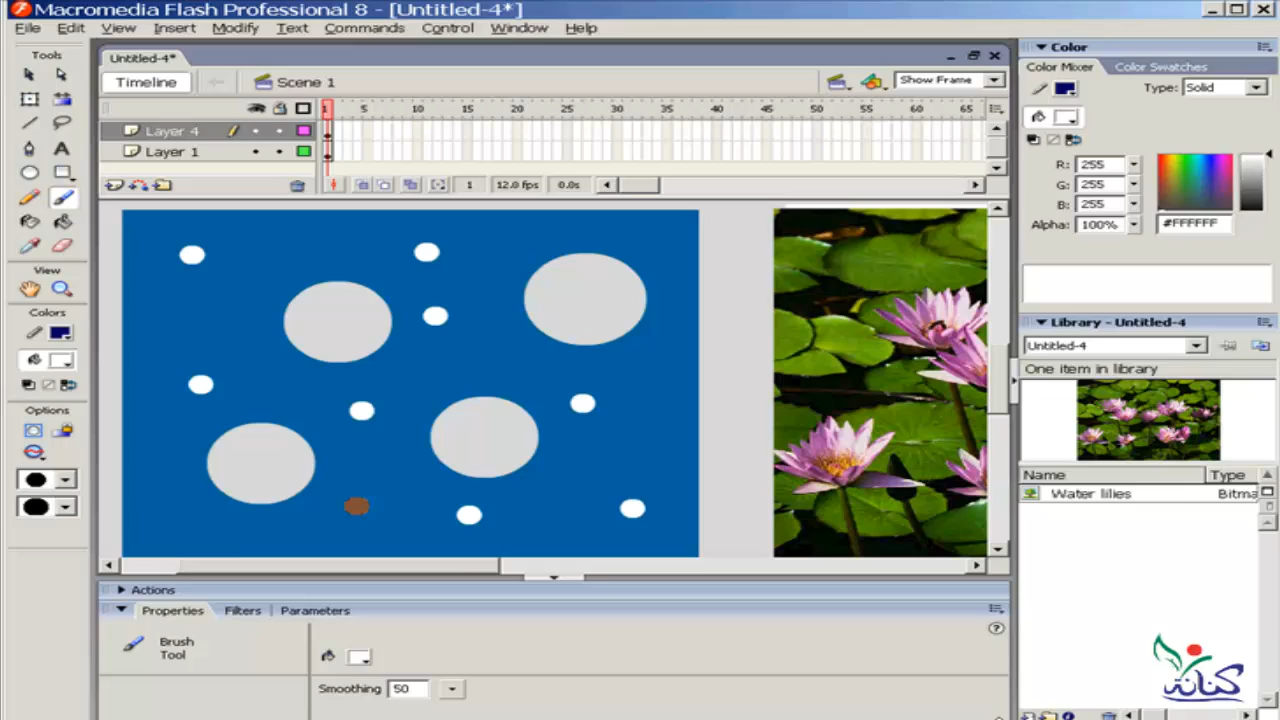 Macromedia Flash Professional 8 - [Untitled-4*]
File Edit View Insert Modify Text Commands Control Window Help
Tools
View
Colors
Options
Untitled-4*
Timeline
Scene 1
Show Frame
1 5 10 15 20 25 30 35 40 45 50 55 60 65
Layer 4
Layer 1
1 12.0 fps 0.0s
Actions
Properties Filters Parameters
Brush
Tool
Smoothing 50
Color
Color Mixer Color Swatches
Type: Solid
R: 255
G: 255
B: 255
Alpha: 100% #FFFFFF
Library - Untitled-4
Untitled-4
One item in library
Name Type
Water lilies Bitma
كنانة